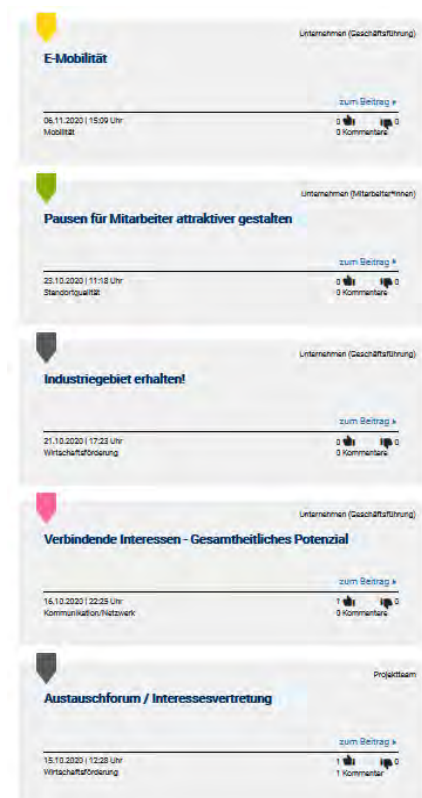 Unternehmen (Geschäftsführung)
E-Mobilität
zum Beitrag
06.11.2020 | 15:09 Uhr
0 0
Mobilität
0 Kommentare
Unternehmen (Mitarbeiter*innen)
Pausen für Mitarbeiter attraktiver gestalten
zum Beitrag
23.10.2020 | 11:18 Uhr
0 0
Standortqualität
0 Kommentare
Unternehmen (Geschäftsführung)
Industriegebiet erhalten!
zum Beitrag
21.10.2020 | 17:23 Uhr
0 0
Wirtschaftsförderung
0 Kommentare
Unternehmen (Geschäftsführung)
Verbindende Interessen - Gesamtheitliches Potenzial
zum Beitrag
16.10.2020 | 22:25 Uhr
1 0
Kommunikation/Netzwerk
0 Kommentare
Projektteam
Austauschforum / Interessesvertretung
zum Beitrag
15.10.2020 | 12:28 Uhr
1 0
Wirtschaftsförderung
1 Kommentar